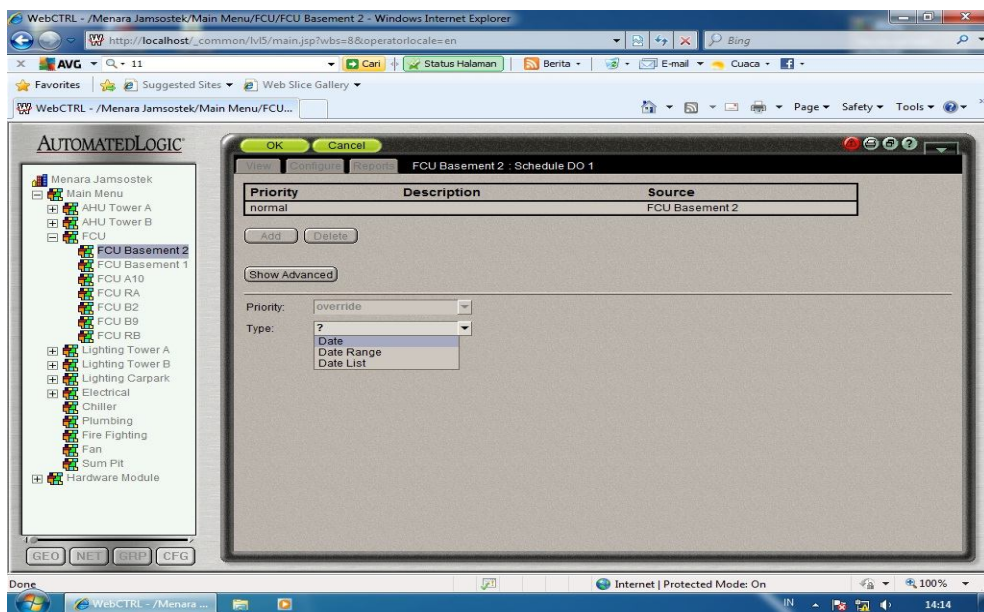 WebCTRL - /Menara Jamsostek/Main Menu/FCU/FCU Basement 2 - Windows Internet Explorer
http://localhost/_common/lvl5/main.jsp?wbs=8&operatorlocale=en
Bing
AVG
11
Cari
Status Halaman
Berita
E-mail
Cuaca
Favorites
Suggested Sites
Web Slice Gallery
WebCTRL - /Menara Jamsostek/Main Menu/FCU...
Page
Safety
Tools
AUTOMATEDLOGIC
OK
Cancel
View
Configure
Reports
FCU Basement 2 : Schedule DO 1
Menara Jamsostek
Main Menu
AHU Tower A
AHU Tower B
FCU
FCU Basement 2
FCU Basement 1
FCU A10
FCU RA
FCU B2
FCU B9
FCU RB
Lighting Tower A
Lighting Tower B
Lighting Carpark
Electrical
Chiller
Plumbing
Fire Fighting
Fan
Sum Pit
Hardware Module
GEO
NET
GRP
CFG
Priority Description Source
normal FCU Basement 2
Add
Delete
Show Advanced
Priority: override
Type: ?
Date
Date Range
Date List
Done
Internet | Protected Mode: On
100%
WebCTRL - /Menara ...
IN
14:14